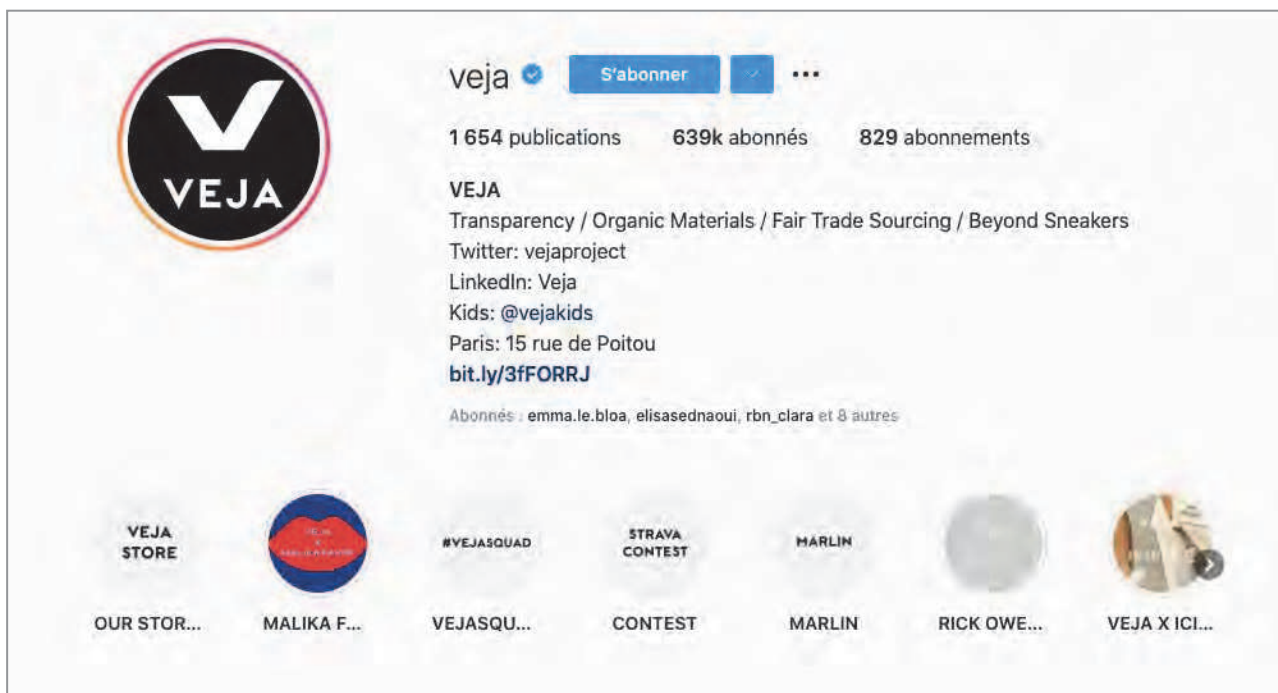 VEJA
veja S'abonner ...
1 654 publications 639k abonnés 829 abonnements
VEJA
Transparency / Organic Materials / Fair Trade Sourcing / Beyond Sneakers
Twitter: vejaproject
LinkedIn: Veja
Kids: @vejakids
Paris: 15 rue de Poitou
bit.ly/3fFORRJ
Abonnés : emma.le.bloa, elisasednaoui, rbn_clara et 8 autres
VEJA
STORE
VEJA
X
#VEJASQUAD
STRAVA
CONTEST
MARLIN
OUR STOR... MALIKA F... VEJASQU... CONTEST MARLIN RICK OWE... VEJA X ICI...